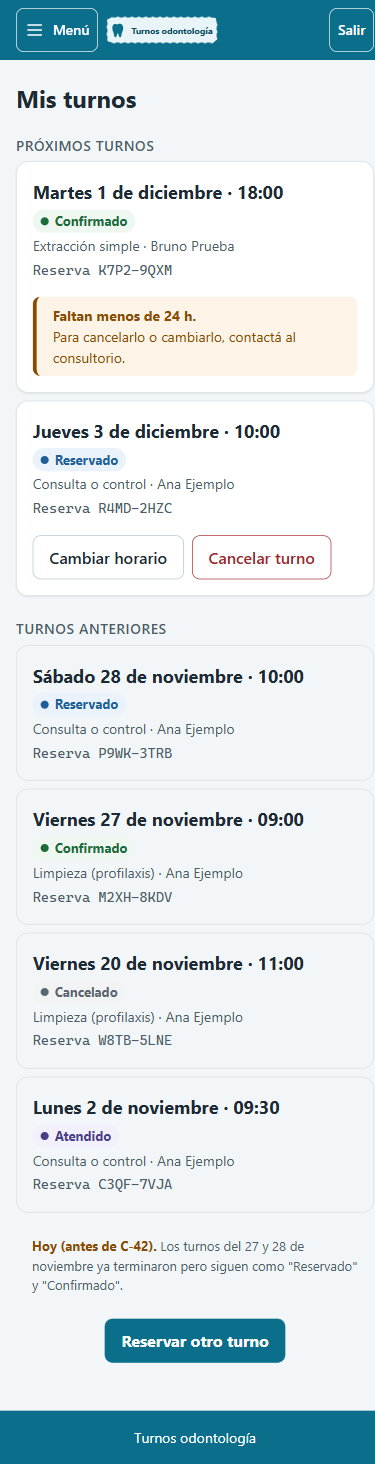 Menú
Turnos odontología
Salir
Mis turnos
PRÓXIMOS TURNOS
Martes 1 de diciembre · 18:00
Confirmado
Extracción simple · Bruno Prueba
Reserva K7P2–9QXM
Faltan menos de 24 h.
Para cancelarlo o cambiarlo, contactá al
consultorio.
Jueves 3 de diciembre · 10:00
Reservado
Consulta o control · Ana Ejemplo
Reserva R4MD–2HZC
Cambiar horario
Cancelar turno
TURNOS ANTERIORES
Sábado 28 de noviembre · 10:00
Reservado
Consulta o control · Ana Ejemplo
Reserva P9WK–3TRB
Viernes 27 de noviembre · 09:00
Confirmado
Limpieza (profilaxis) · Ana Ejemplo
Reserva M2XH–8KDV
Viernes 20 de noviembre · 11:00
Cancelado
Limpieza (profilaxis) · Ana Ejemplo
Reserva W8TB–5LNE
Lunes 2 de noviembre · 09:30
Atendido
Consulta o control · Ana Ejemplo
Reserva C3QF–7VJA
Hoy (antes de C-42). Los turnos del 27 y 28 de
noviembre ya terminaron pero siguen como "Reservado"
y "Confirmado".
Reservar otro turno
Turnos odontología